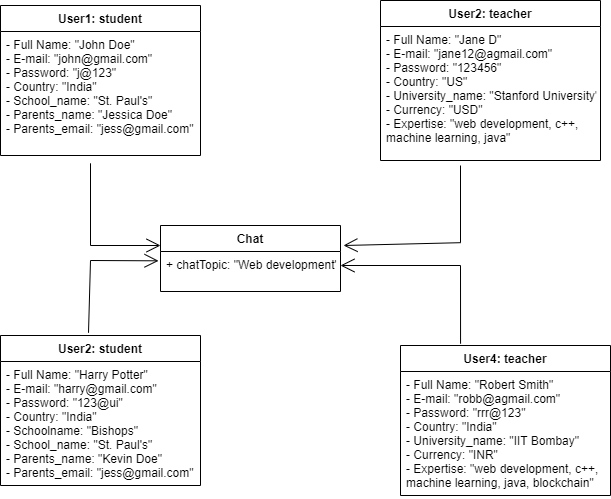 User1: student
- Full Name: "John Doe"
- E-mail: "john@gmail.com"
- Password: "j@123"
- Country: "India"
- School_name: "St. Paul's"
- Parents_name: "Jessica Doe"
- Parents_email: "jess@gmail.com"
User2: teacher
- Full Name: "Jane D"
- E-mail: "jane12@agmail.com"
- Password: "123456"
- Country: "US"
- University_name: "Stanford University'
- Currency: "USD"
- Expertise: "web development, c++,
machine learning, java"
Chat
+ chatTopic: "Web development'
User2: student
- Full Name: "Harry Potter"
- E-mail: "harry@gmail.com"
- Password: "123@ui"
- Country: "India"
- Schoolname: "Bishops"
- School_name: "St. Paul's"
- Parents_name: "Kevin Doe"
- Parents_email: "jess@gmail.com"
User4: teacher
- Full Name: "Robert Smith"
- E-mail: "robb@agmail.com"
- Password: "rrr@123"
- Country: "India"
- University_name: "IIT Bombay"
- Currency: "INR"
- Expertise: "web development, c++,
machine learning, java, blockchain"